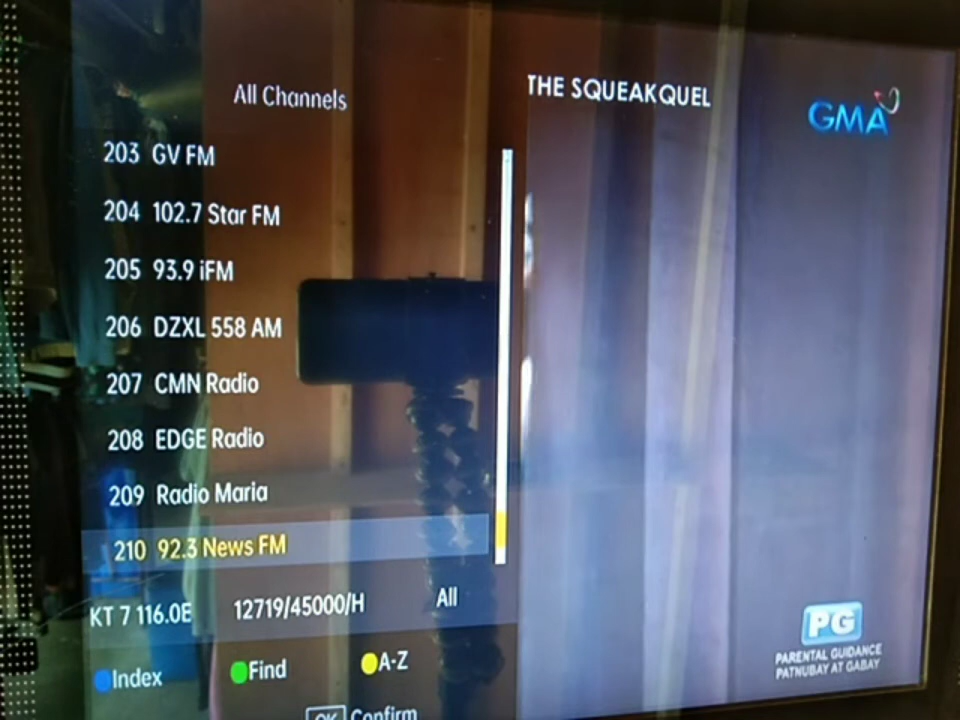 All Channels
THE SQUEAKQUEL
GMA
203 GV FM
204 102.7 Star FM
205 93.9 iFM
206 DZXL 558 AM
207 CMN Radio
208 EDGE Radio
209 Radio Maria
210 92.3 News FM
KT 7 116.0E 12719/45000/H All
Index Find A-Z
OK Confirm
PG
PARENTAL GUIDANCE
PATNUBAY AT GABAY